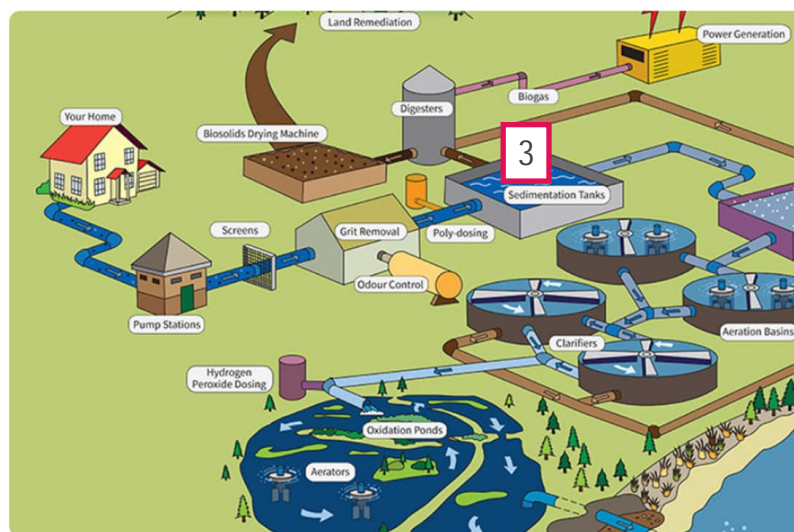 Land Remediation
Power Generation
Your Home
Digesters
Biogas
Biosolids Drying Machine
3
Sedimentation Tanks
Screens
Grit Removal
Poly-dosing
Odour Control
Pump Stations
Aeration Basins
Clarifiers
Hydrogen
Peroxide Dosing
Oxidation Ponds
Aerators